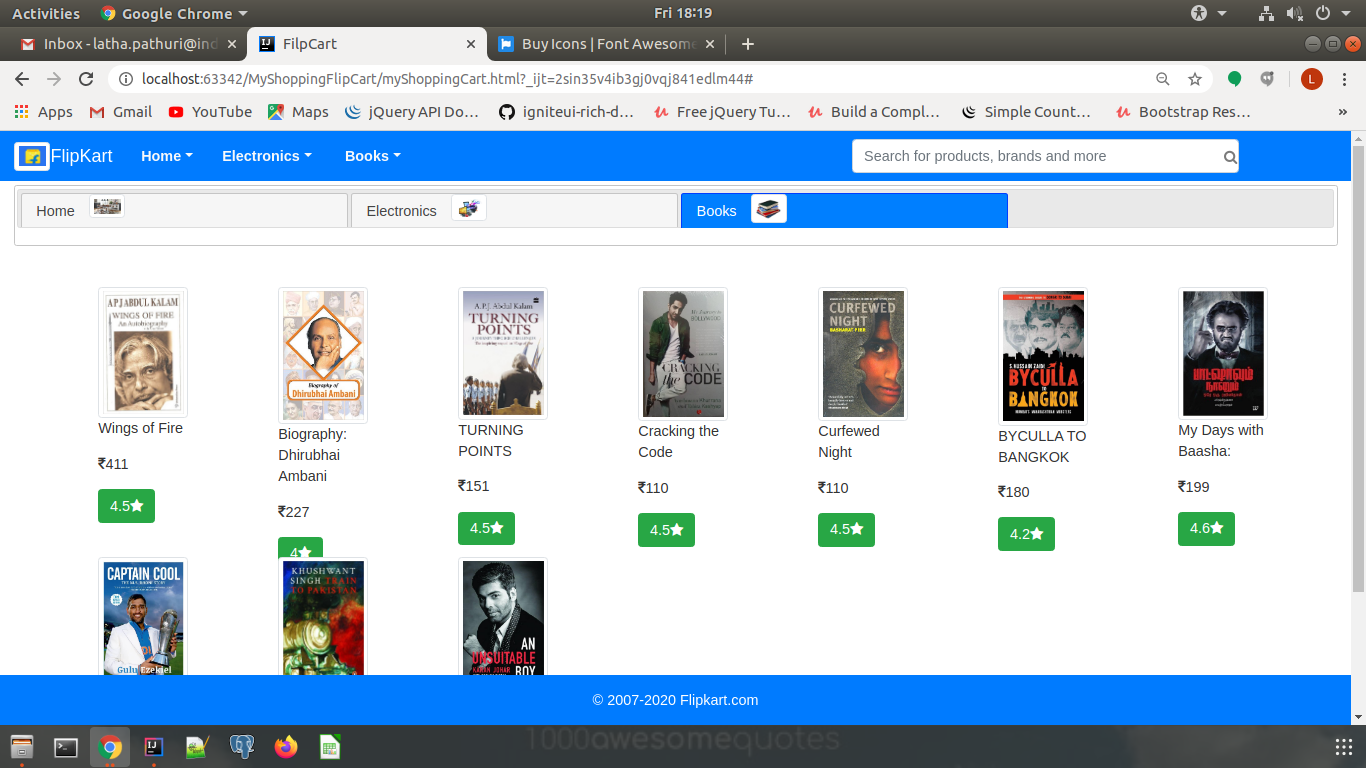 Activities
Google Chrome
Fri 18:19
Inbox - latha.pathuri@ind
FilpCart
Buy Icons | Font Awesome
localhost:63342/MyShoppingFlipCart/myShoppingCart.html?_ijt=2sin35v4ib3gj0vqj841edlm44#
L
Apps
Gmail
YouTube
Maps
jQuery API Do…
igniteui-rich-d…
Free jQuery Tu…
Build a Compl…
Simple Count…
Bootstrap Res…
»
FlipKart
Home
Electronics
Books
Search for products, brands and more
Home
Electronics
Books
A P J ABDUL KALAM
WINGS OF FIRE
An Autobiography
Biography of
Dhirubhai Ambani
A.P.J. Abdul Kalam
TURNING
POINTS
CRACKING
the CODE
CURFEWED
NIGHT
BASHARAT PEER
S. HUSSAIN ZAIDI
BYCULLA
TO
BANGKOK
பாட்ஷாவும்
நானும்
Wings of Fire
₹411
4.5
Biography:
Dhirubhai
Ambani
₹227
4
TURNING
POINTS
₹151
4.5
Cracking the
Code
₹110
4.5
Curfewed
Night
₹110
4.5
BYCULLA TO
BANGKOK
₹180
4.2
My Days with
Baasha:
₹199
4.6
CAPTAIN COOL
Gulu Ezekiel
KHUSHWANT
SINGH TRAIN
TO PAKISTAN
AN
UNSUITABLE
BOY
KARAN JOHAR
© 2007-2020 Flipkart.com
1000awesomequotes